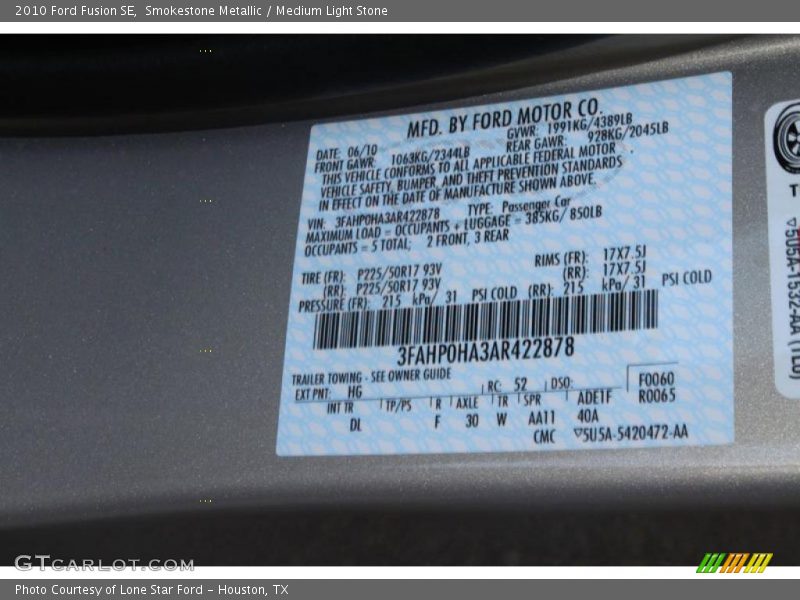 2010 Ford Fusion SE, Smokestone Metallic / Medium Light Stone
MFD. BY FORD MOTOR CO.
DATE: 06/10 GVWR: 1991KG/4389LB
FRONT GAWR: 1063KG/2344LB REAR GAWR: 928KG/2045LB
THIS VEHICLE CONFORMS TO ALL APPLICABLE FEDERAL MOTOR
VEHICLE SAFETY, BUMPER, AND THEFT PREVENTION STANDARDS
IN EFFECT ON THE DATE OF MANUFACTURE SHOWN ABOVE
VIN: 3FAHP0HA3AR422878 TYPE: Passenger Car
MAXIMUM LOAD = OCCUPANTS + LUGGAGE = 385KG/ 850LB
OCCUPANTS = 5 TOTAL; 2 FRONT, 3 REAR
TIRE (FR): P225/50R17 93V RIMS (FR): 17X7.5J
(RR): P225/50R17 93V (RR): 17X7.5J
PRESSURE (FR): 215 kPa/ 31 PSI COLD (RR): 215 kPa/ 31 PSI COLD
3FAHP0HA3AR422878
TRAILER TOWING - SEE OWNER GUIDE
EXT PNT: HG RC: 52 DSO: F0060
INT TR TP/PS R AXLE TR SPR ADE1F R0065
DL F 30 W AA11 40A
CMC 5U5A-5420472-AA
T
5U5A-1532-AA (TL0)
GTCARLOT.COM
Photo Courtesy of Lone Star Ford - Houston, TX